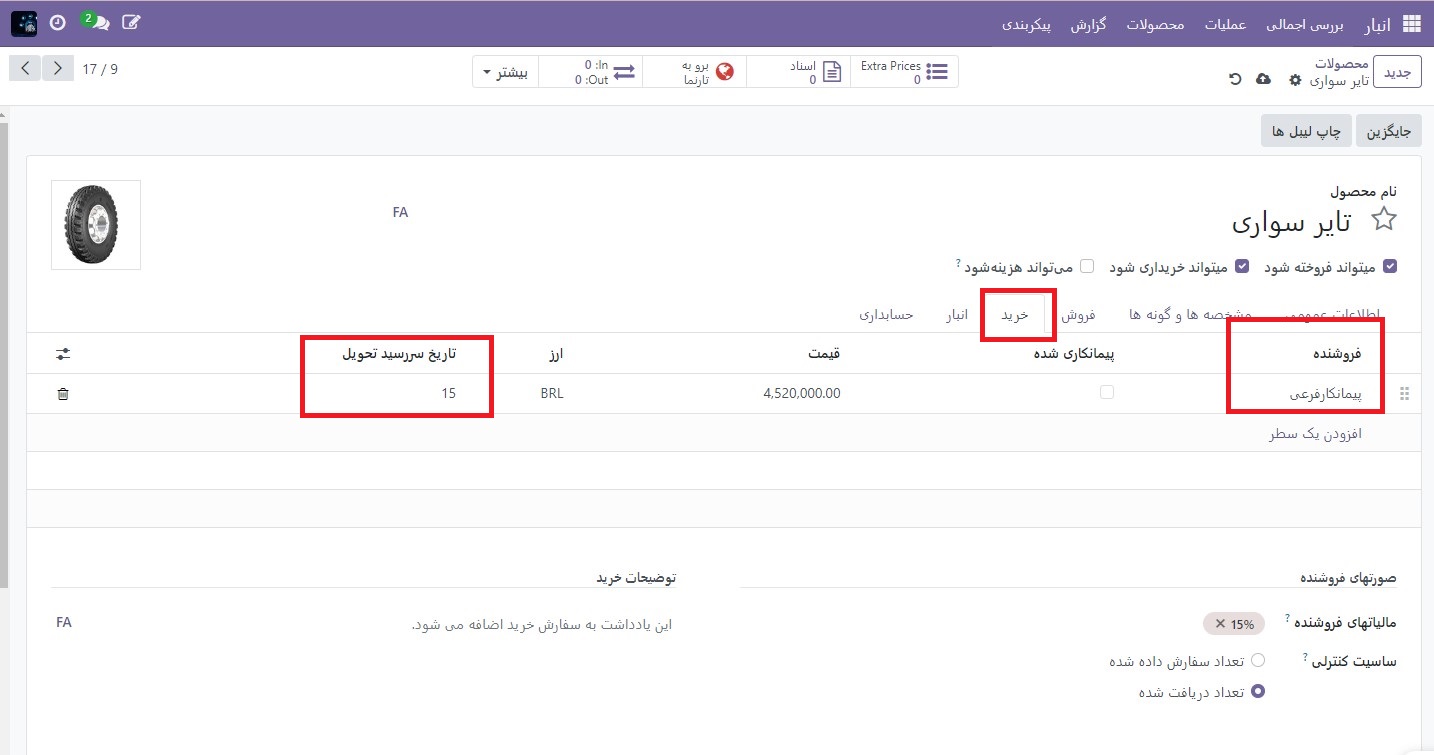 انبار بررسی اجمالی عملیات محصولات گزارش پیکربندی 2
جدید محصولات
تایر سواری
Extra Prices 0
اسناد 0
برو به تارنما
In: 0
Out: 0
بیشتر
17 / 9
جایگزین چاپ لیبل ها
نام محصول
تایر سواری
FA
میتواند فروخته شود میتواند خریداری شود می‌تواند هزینه‌شود ?
اطلاعات عمومی مشخصه ها و گونه ها فروش خرید انبار حسابداری
فروشنده پیمانکاری شده قیمت ارز تاریخ سررسید تحویل
پیمانکارفرعی 4,520,000.00 BRL 15
افزودن یک سطر
صورتهای فروشنده
مالیاتهای فروشنده ? 15% ×
ساسیت کنترلی ? تعداد سفارش داده شده
تعداد دریافت شده
توضیحات خرید
این یادداشت به سفارش خرید اضافه می شود.
FA